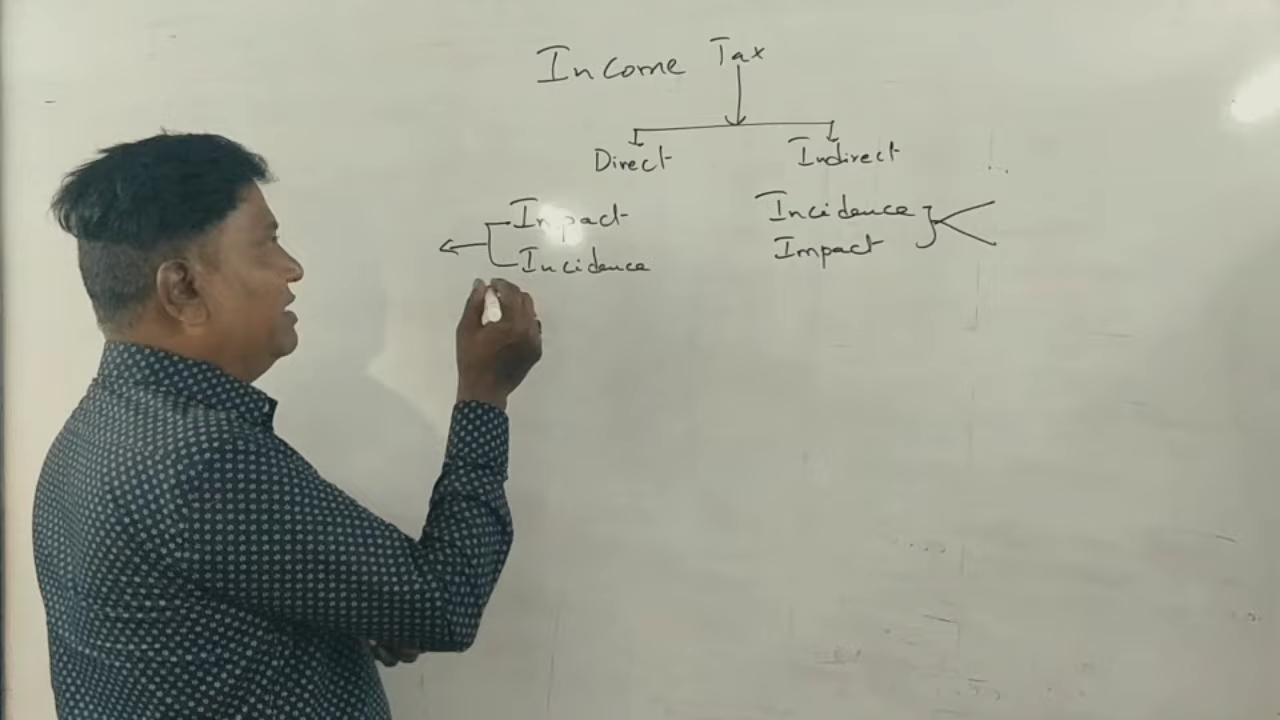 Income Tax
Direct Indirect
Impact Incidence
Incidence Impact